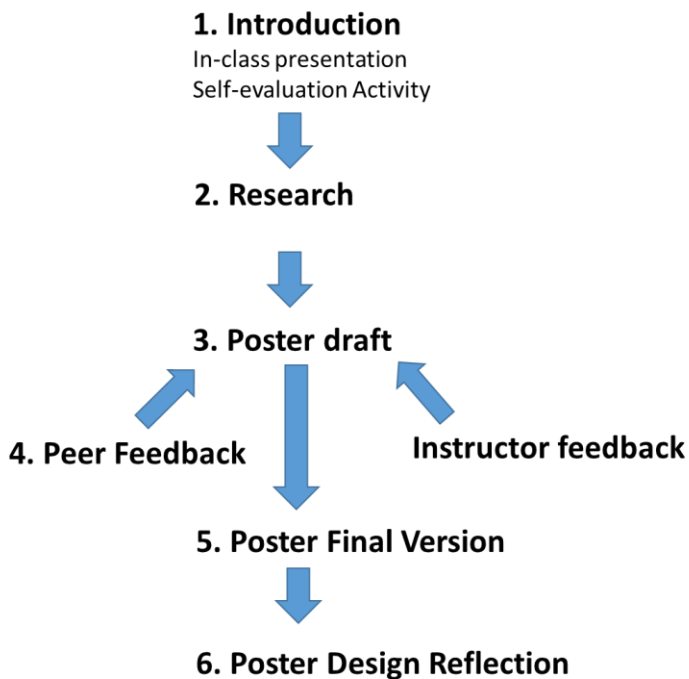 1. Introduction
In-class presentation
Self-evaluation Activity
2. Research
3. Poster draft
4. Peer Feedback
Instructor feedback
5. Poster Final Version
6. Poster Design Reflection